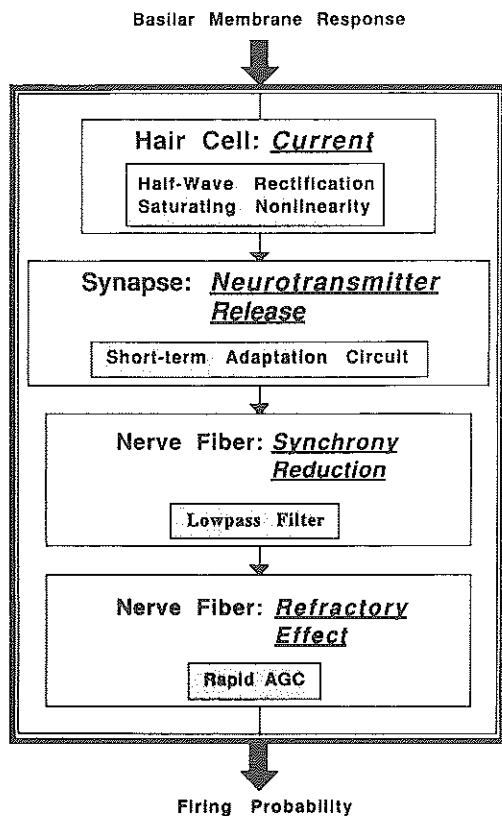 Basilar Membrane Response
Hair Cell: Current
Half-Wave Rectification
Saturating Nonlinearity
Synapse: Neurotransmitter
Release
Short-term Adaptation Circuit
Nerve Fiber: Synchrony
Reduction
Lowpass Filter
Nerve Fiber: Refractory
Effect
Rapid AGC
Firing Probability